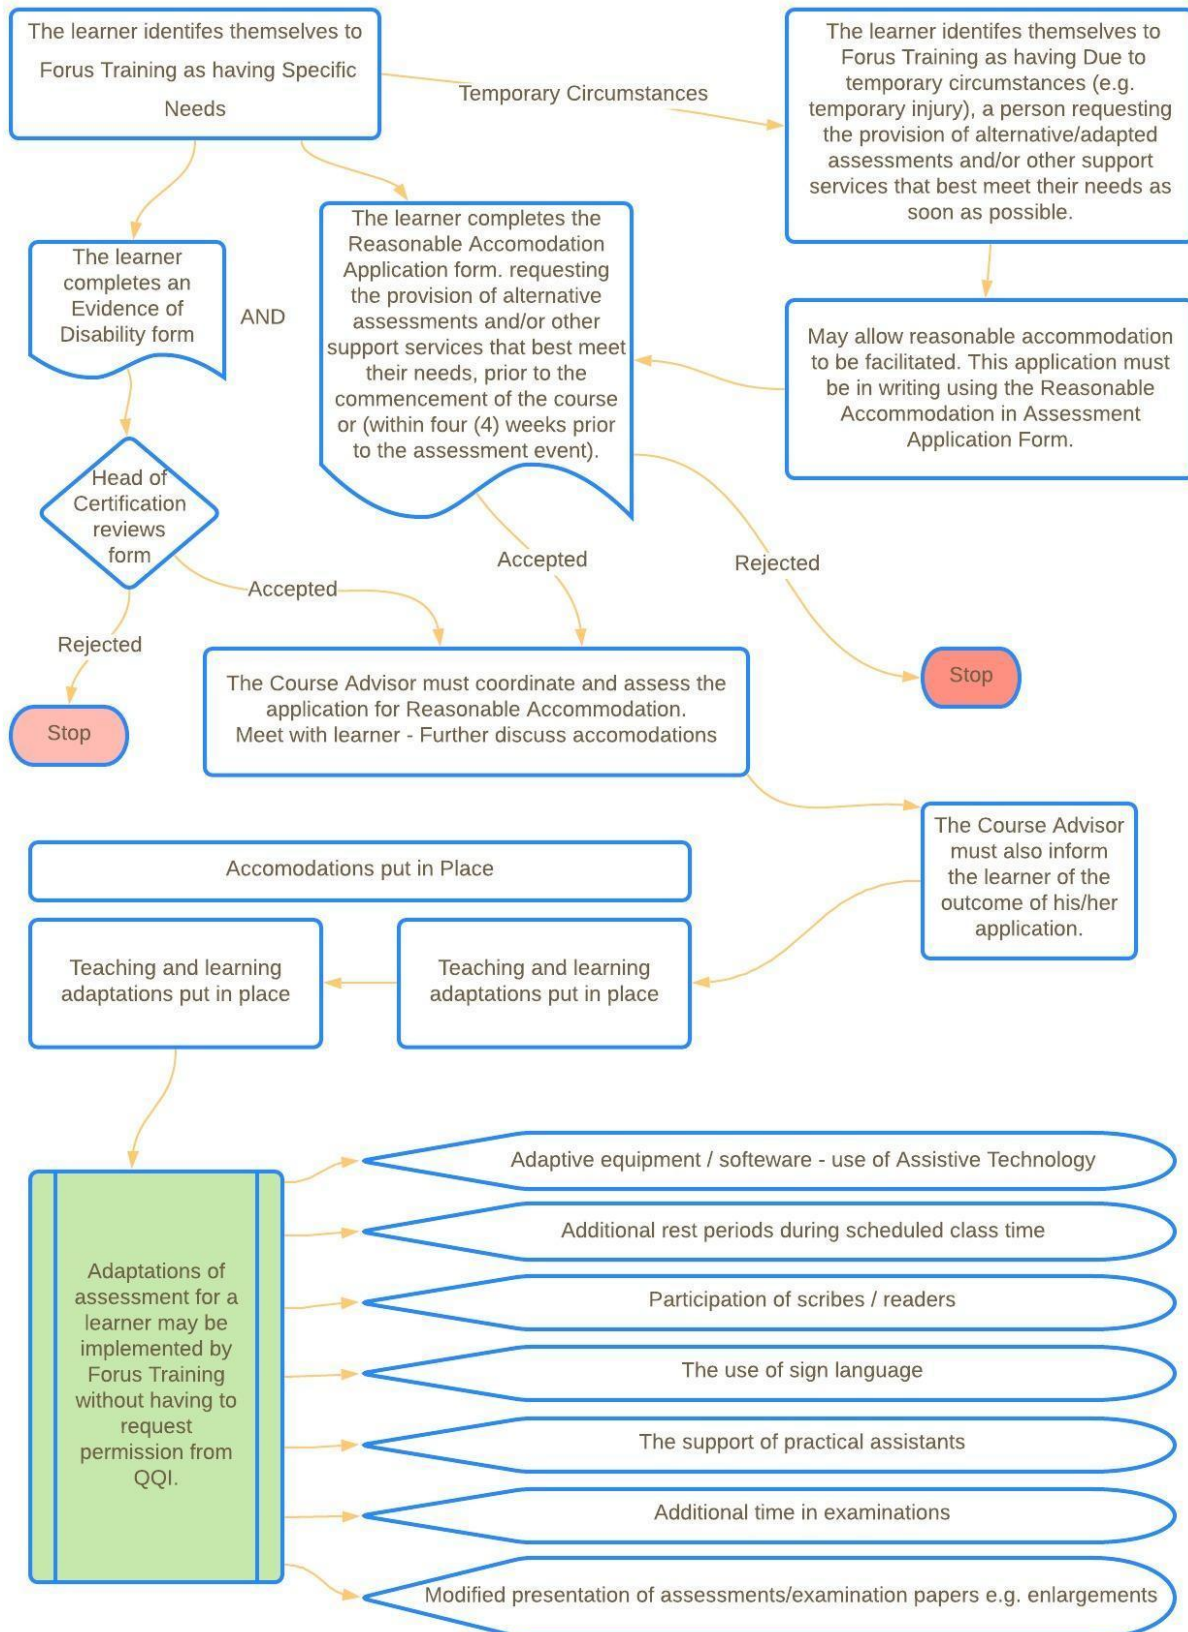 The learner identifes themselves to
Forus Training as having Specific
Needs
Temporary Circumstances
The learner identifes themselves to
Forus Training as having Due to
temporary circumstances (e.g.
temporary injury), a person requesting
the provision of alternative/adapted
assessments and/or other support
services that best meet their needs as
soon as possible.
The learner
completes an
Evidence of
Disability form
AND
The learner completes the
Reasonable Accomodation
Application form. requesting
the provision of alternative
assessments and/or other
support services that best meet
their needs, prior to the
commencement of the course
or (within four (4) weeks prior
to the assessment event).
May allow reasonable accommodation
to be facilitated. This application must
be in writing using the Reasonable
Accommodation in Assessment
Application Form.
Head of
Certification
reviews
form
Accepted
Accepted
Rejected
Rejected
Stop
Stop
The Course Advisor must coordinate and assess the
application for Reasonable Accommodation.
Meet with learner - Further discuss accomodations
The Course Advisor
must also inform
the learner of the
outcome of his/her
application.
Accomodations put in Place
Teaching and learning
adaptations put in place
Teaching and learning
adaptations put in place
Adaptations of
assessment for a
learner may be
implemented by
Forus Training
without having to
request
permission from
QQI.
Adaptive equipment / softeware - use of Assistive Technology
Additional rest periods during scheduled class time
Participation of scribes / readers
The use of sign language
The support of practical assistants
Additional time in examinations
Modified presentation of assessments/examination papers e.g. enlargements